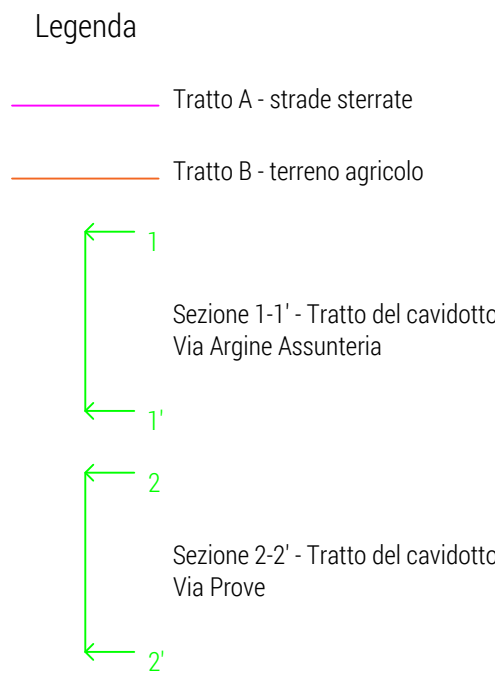 Legenda
Tratto A - strade sterrate
Tratto B - terreno agricolo
1
Sezione 1-1' - Tratto del cavidotto
Via Argine Assunteria
1'
2
Sezione 2-2' - Tratto del cavidotto
Via Prove
2'